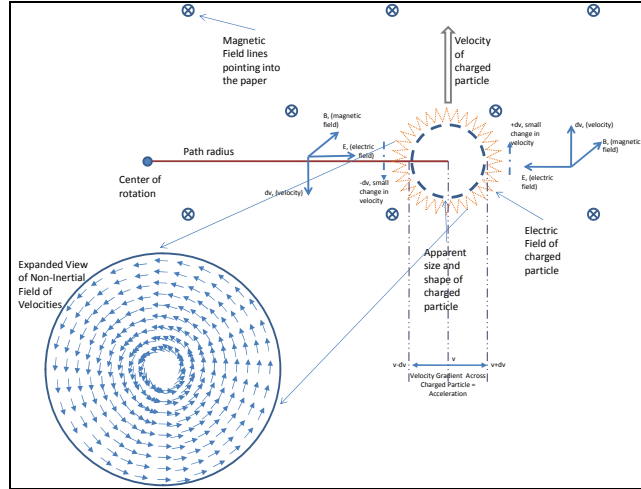 Magnetic
Field lines
pointing into
the paper
Velocity
of
charged
particle
B, (magnetic
field)
E, (electric
field)
dv, (velocity)
Path radius
Center of
rotation
-dv, small
change in
velocity
+dv, small
change in
velocity
dv, (velocity)
B, (magnetic
field)
E, (electric
field)
Electric
Field of
charged
particle
Apparent
size and
shape of
charged
particle
Expanded View
of Non-Inertial
Field of
Velocities
v-dv
v
v+dv
Velocity Gradient Across
Charged Particle =
Acceleration